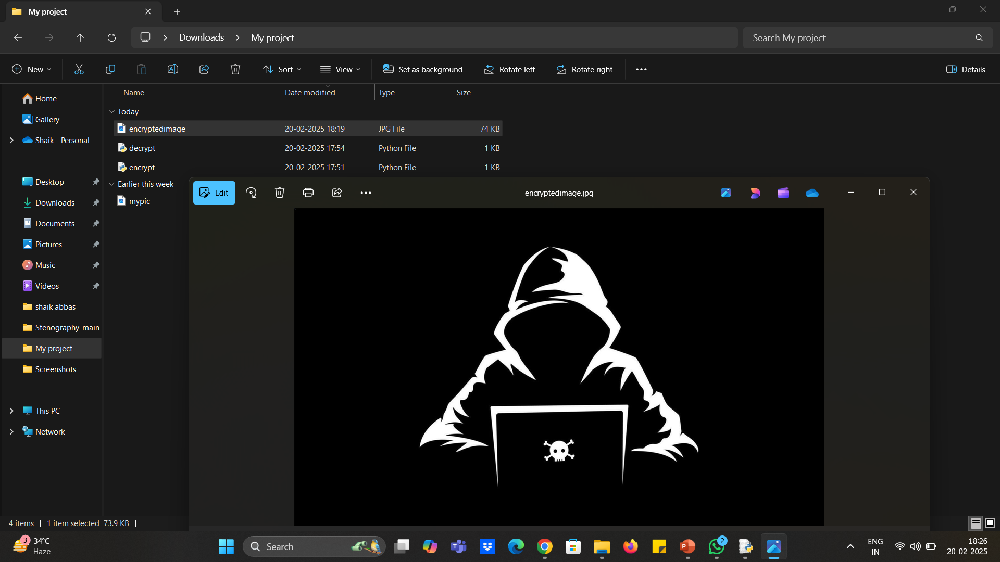 My project
Downloads
My project
Search My project
New
Sort
View
Set as background
Rotate left
Rotate right
Details
Name
Date modified
Type
Size
Today
encryptedimage 20-02-2025 18:19 JPG File 74 KB
decrypt 20-02-2025 17:54 Python File 1 KB
encrypt 20-02-2025 17:51 Python File 1 KB
Earlier this week
mypic
Home
Gallery
Shaik - Personal
Desktop
Downloads
Documents
Pictures
Music
Videos
shaik abbas
Stenography-main
My project
Screenshots
This PC
Network
Edit
encryptedimage.jpg
4 items
1 item selected 73.9 KB
3
34°C
Haze
Search
2
ENG
IN
18:26
20-02-2025